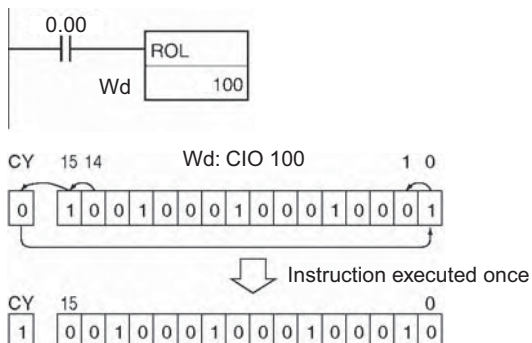 0.00
ROL
Wd 100
CY 15 14 Wd: CIO 100 1 0
0 1 0 0 1 0 0 0 1 0 0 0 1 0 0 0 1
Instruction executed once
CY 15 0
1 0 0 1 0 0 0 1 0 0 0 1 0 0 0 1 0